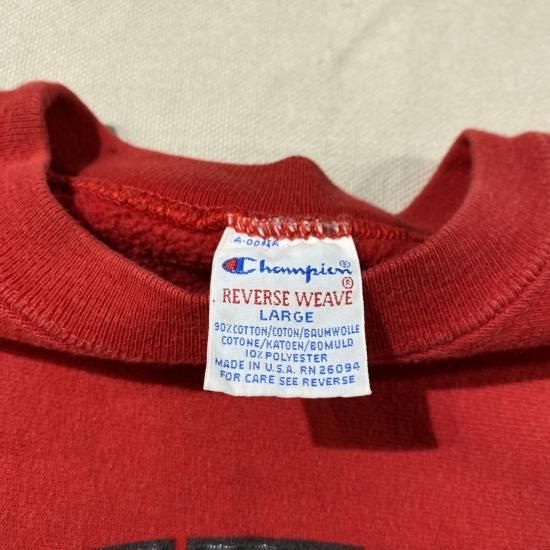 Champion®
REVERSE WEAVE®
LARGE
90% COTTON/COTON/BAUMWOLLE
COTONE/KATOEN/BOMULD
10% POLYESTER
MADE IN U.S.A. RN 26094
FOR CARE SEE REVERSE